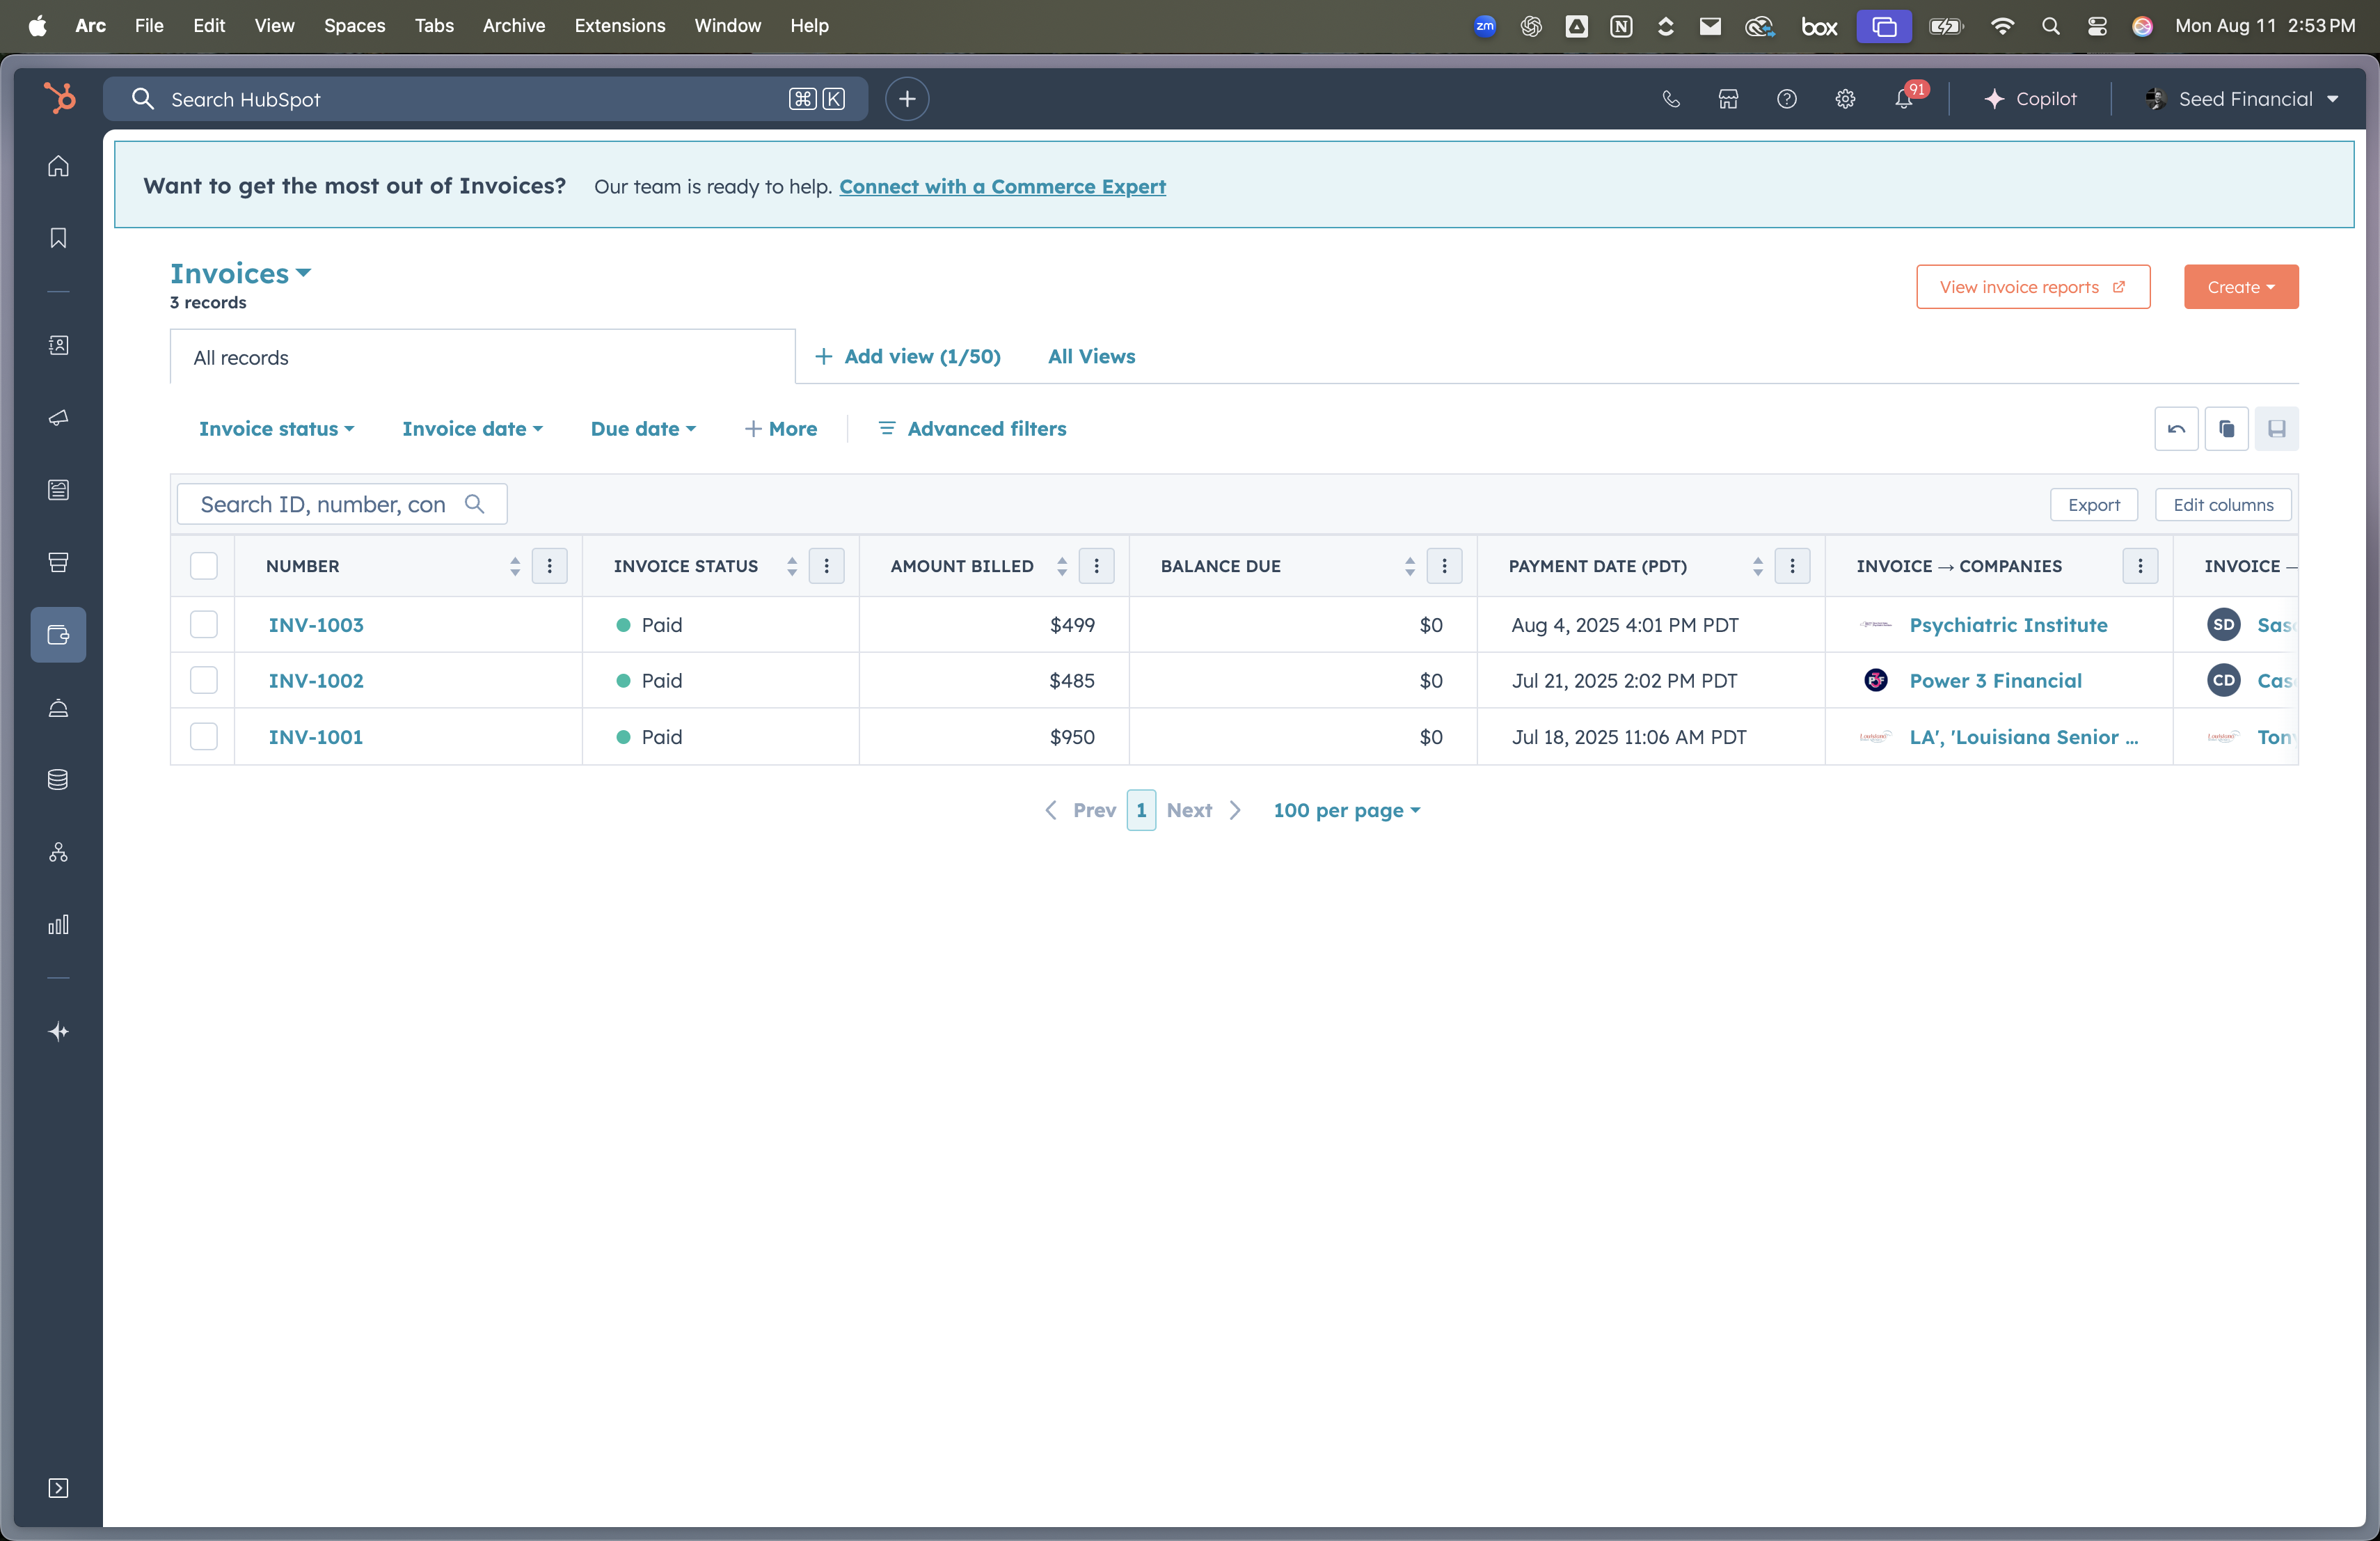 Arc File Edit View Spaces Tabs Archive Extensions Window Help zm N box Mon Aug 11 2:53 PM
Search HubSpot ⌘ K 91 Copilot Seed Financial
Want to get the most out of Invoices? Our team is ready to help. Connect with a Commerce Expert
Invoices
3 records
View invoice reports Create
All records Add view (1/50) All Views
Invoice status Invoice date Due date More Advanced filters
Search ID, number, con Export Edit columns
NUMBER INVOICE STATUS AMOUNT BILLED BALANCE DUE PAYMENT DATE (PDT) INVOICE → COMPANIES INVOICE →
INV-1003 Paid $499 $0 Aug 4, 2025 4:01 PM PDT Psychiatric Institute SD Sas
INV-1002 Paid $485 $0 Jul 21, 2025 2:02 PM PDT P3F Power 3 Financial CD Cas
INV-1001 Paid $950 $0 Jul 18, 2025 11:06 AM PDT Louisiana LA', 'Louisiana Senior ... Louisiana Ton
Prev 1 Next 100 per page